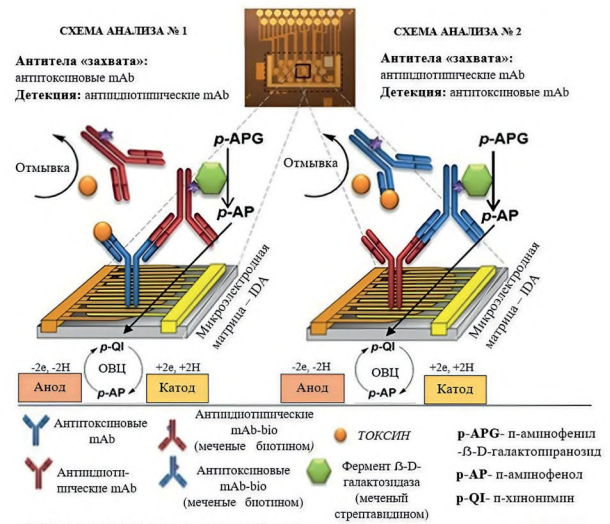 СХЕМА АНАЛИЗА № 1
Антитела «захвата»:
антитоксиновые mAb
Детекция: антиидиотипические mAb
СХЕМА АНАЛИЗА № 2
Антитела «захвата»:
антиидиотипические mAb
Детекция: антитоксиновые mAb
Отмывка
p-APG
p-AP
Микроэлектродная
матрица – IDA
p-QI
ОВЦ
p-AP
-2e, -2H
+2e, +2H
Анод
Катод
Отмывка
p-APG
p-AP
Микроэлектродная
матрица – IDA
p-QI
ОВЦ
p-AP
-2e, -2H
+2e, +2H
Анод
Катод
Антитоксиновые
mAb
Антиидиоти-
пические mAb
Антиидиотипические
mAb-bio
(меченые биотином)
Антитоксиновые
mAb-bio
(меченые биотином)
ТОКСИН
Фермент ß-D-
галактозидаза
(меченый
стрептавидином)
p-APG- п-аминофенил
-ß-D-галактопиранозид
p-AP- п-аминофенол
p-QI- п-хинонимин